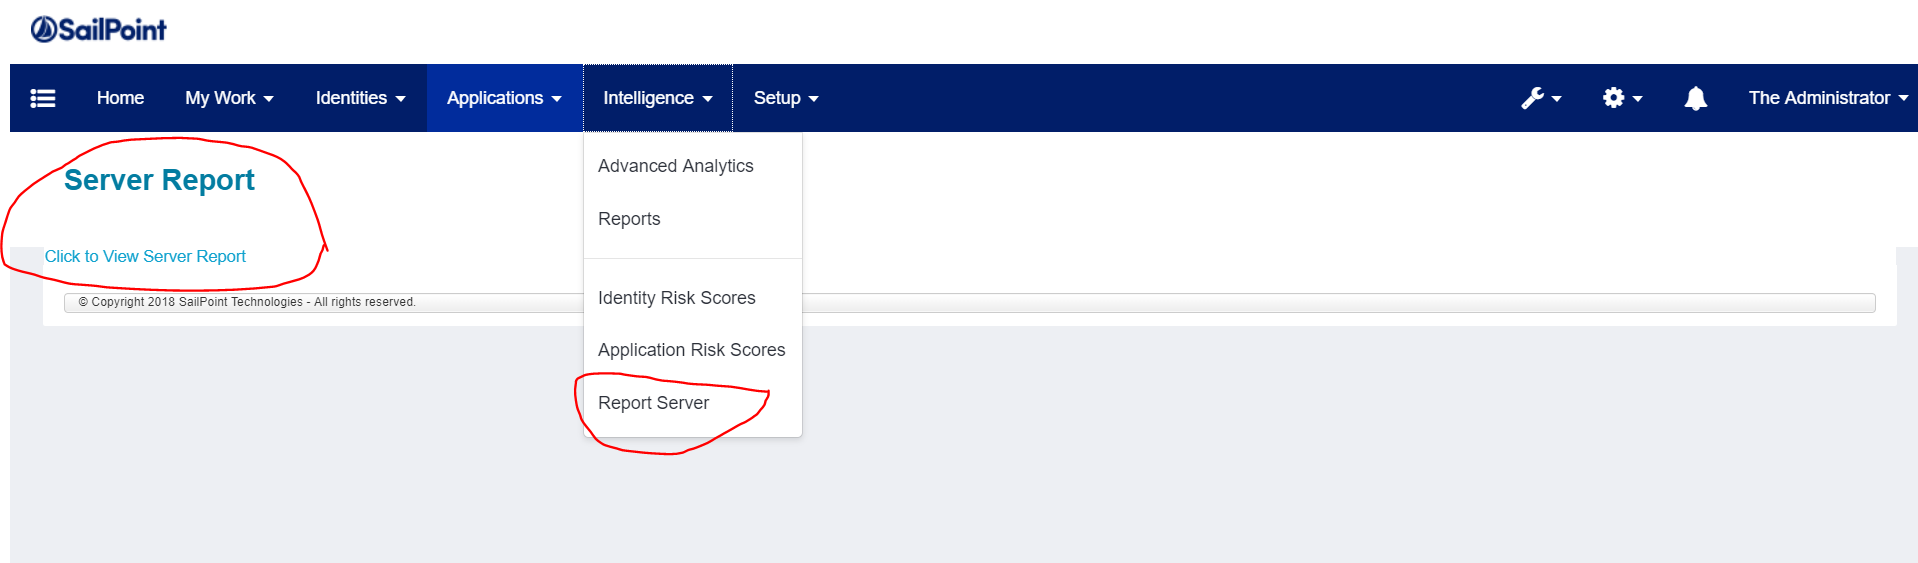 SailPoint
Home My Work Identities Applications Intelligence Setup The Administrator
Server Report
Click to View Server Report
© Copyright 2018 SailPoint Technologies - All rights reserved.
Advanced Analytics
Reports
Identity Risk Scores
Application Risk Scores
Report Server